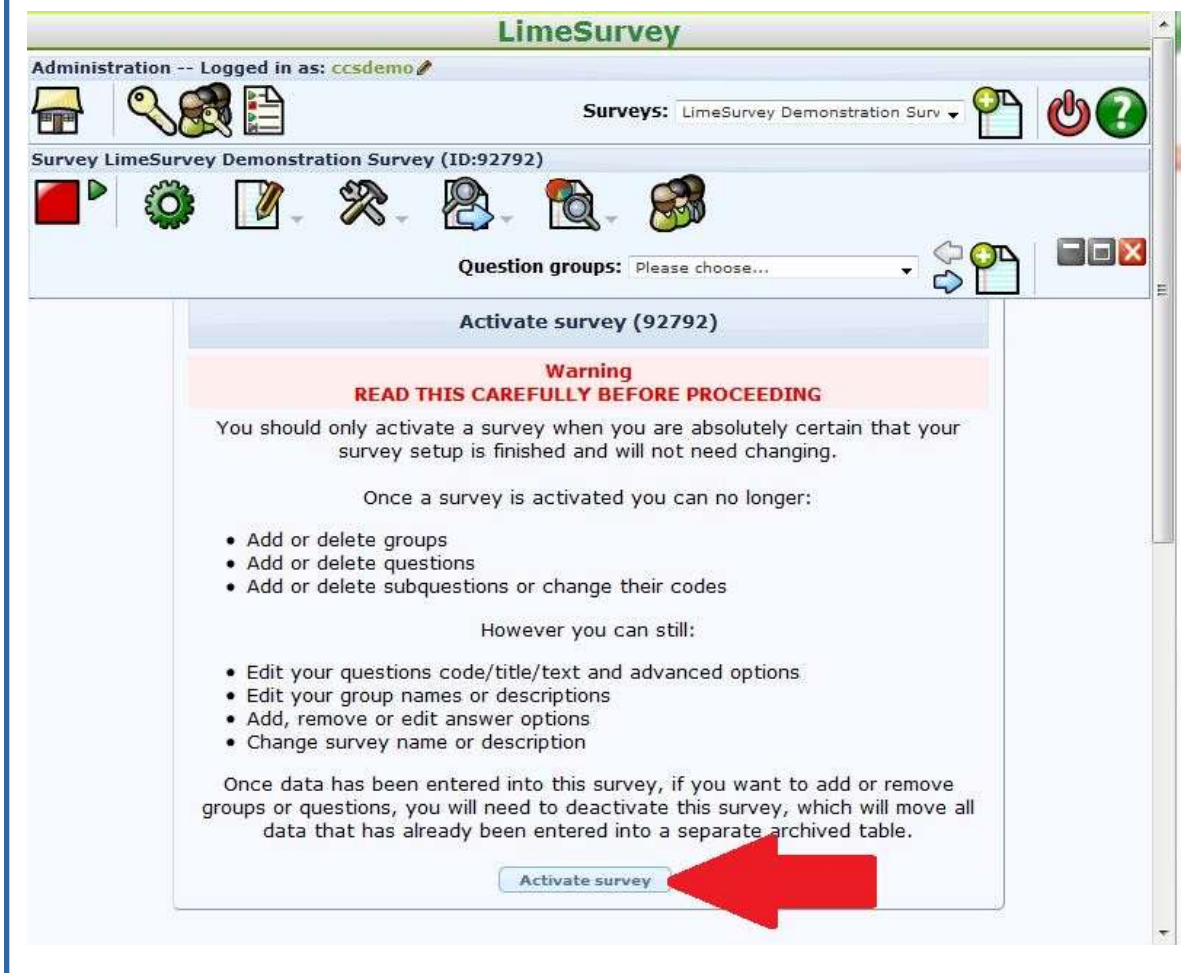 LimeSurvey
Administration -- Logged in as: ccsdemo
Surveys: LimeSurvey Demonstration Surv
Survey LimeSurvey Demonstration Survey (ID:92792)
Question groups: Please choose...
Activate survey (92792)
Warning
READ THIS CAREFULLY BEFORE PROCEEDING
You should only activate a survey when you are absolutely certain that your
survey setup is finished and will not need changing.
Once a survey is activated you can no longer:
• Add or delete groups
• Add or delete questions
• Add or delete subquestions or change their codes
However you can still:
• Edit your questions code/title/text and advanced options
• Edit your group names or descriptions
• Add, remove or edit answer options
• Change survey name or description
Once data has been entered into this survey, if you want to add or remove
groups or questions, you will need to deactivate this survey, which will move all
data that has already been entered into a separate archived table.
Activate survey